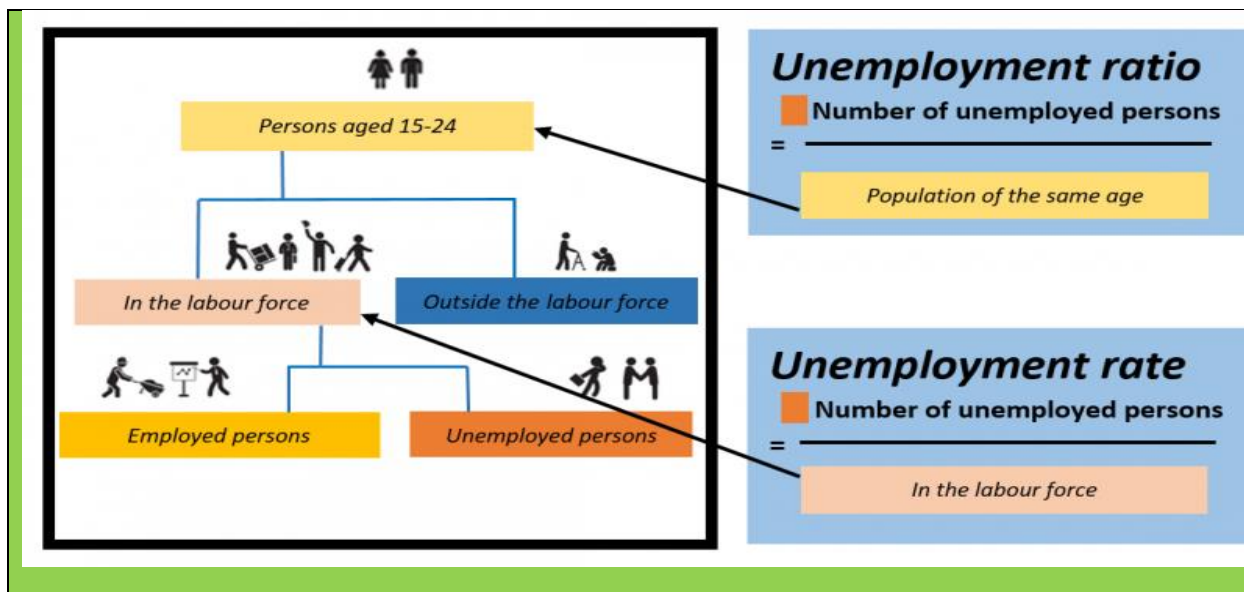 Persons aged 15-24
In the labour force
Outside the labour force
Employed persons
Unemployed persons
Unemployment ratio
Number of unemployed persons
=
Population of the same age
Unemployment rate
Number of unemployed persons
=
In the labour force